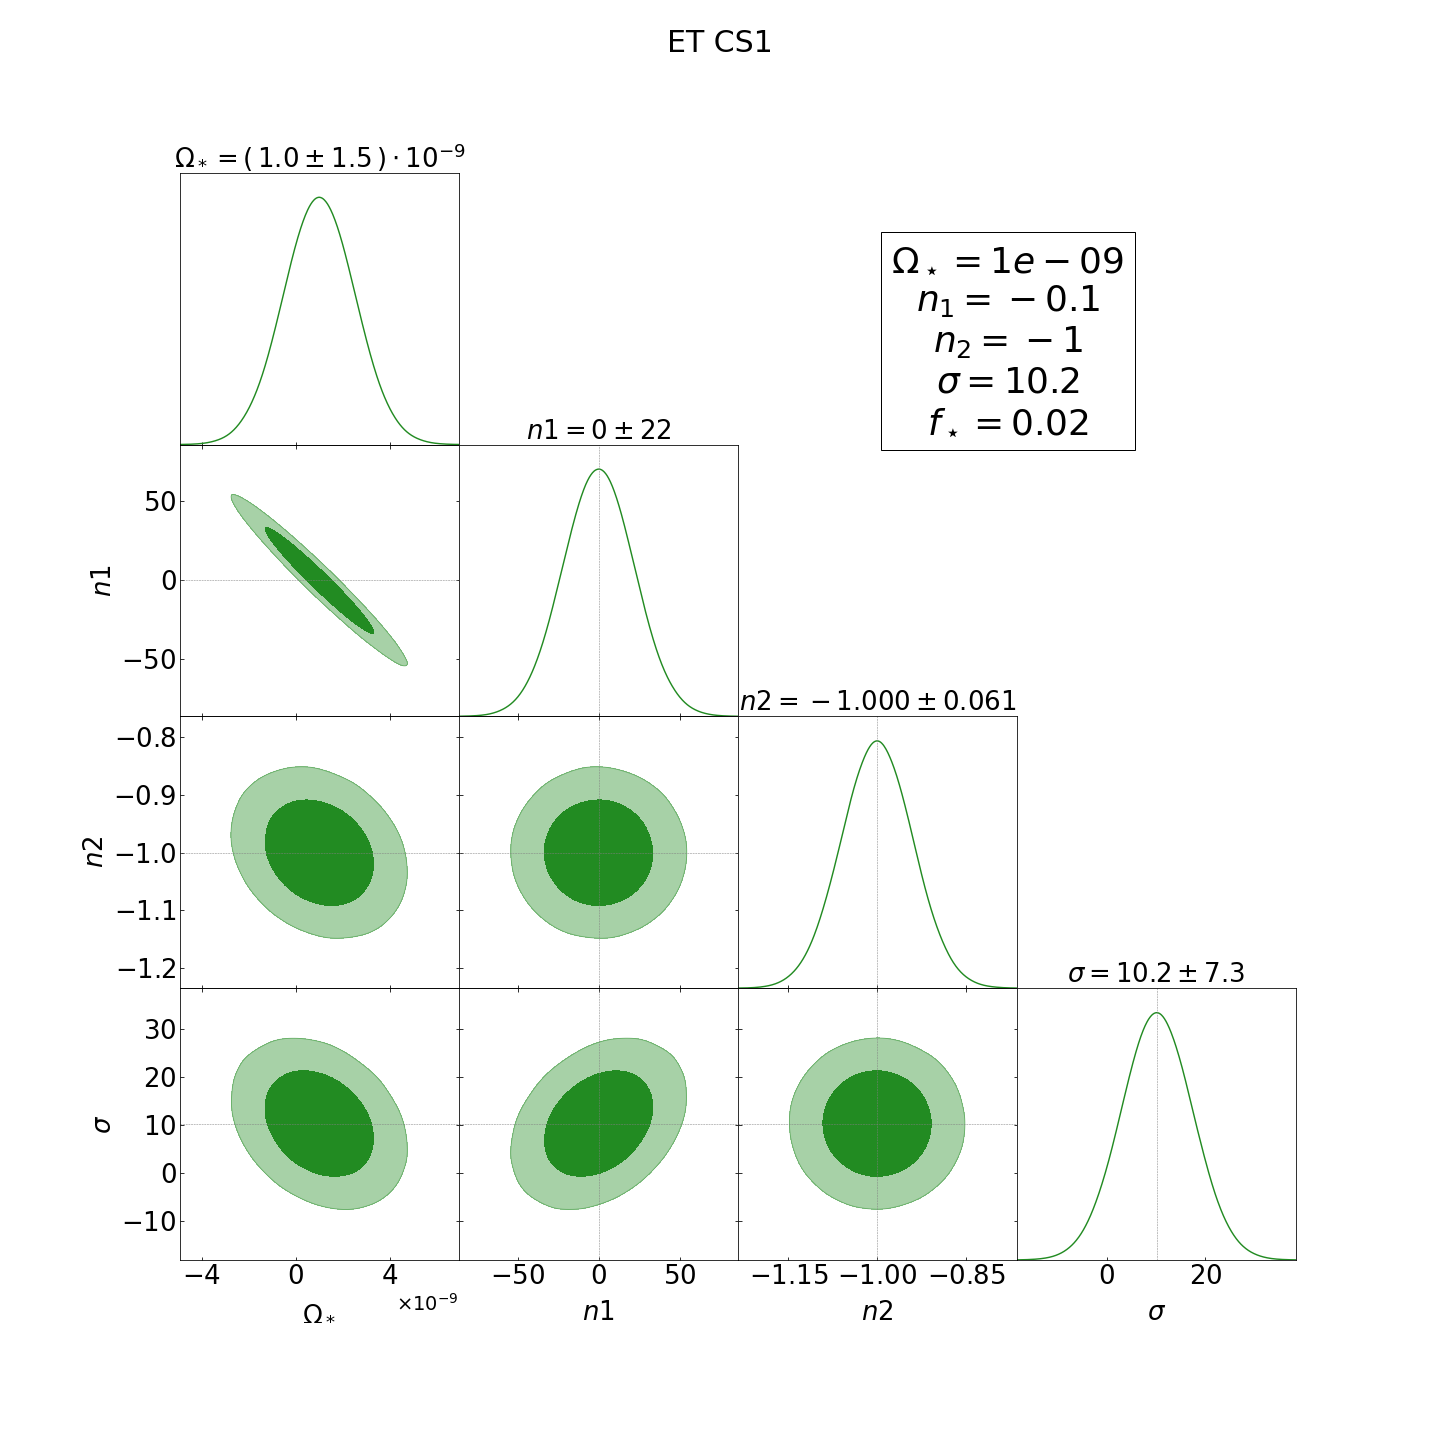 ET CS1
Ω* = ( 1.0 ± 1.5 ) · 10⁻⁹
Ω⋆ = 1e − 09
n₁ = −0.1
n₂ = −1
σ = 10.2
f⋆ = 0.02
n1 = 0 ± 22
50
0
−50
n1
n2 = −1.000 ± 0.061
−0.8
−0.9
−1.0
−1.1
−1.2
n2
σ = 10.2 ± 7.3
30
20
10
0
−10
σ
−4 0 4 −50 0 50 −1.15 −1.00 −0.85 0 20
×10⁻⁹
Ω* n1 n2 σ